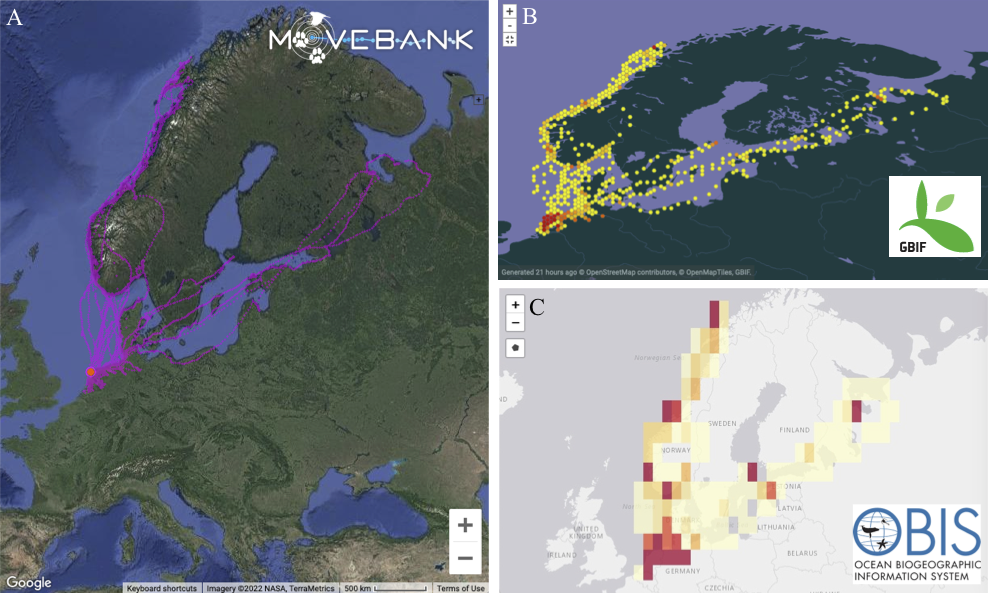 A
MOVEBANK
+
−
Google
Keyboard shortcuts
Imagery ©2022 NASA, TerraMetrics
500 km
Terms of Use
B
+
-
GBIF
Generated 21 hours ago © OpenStreetMap contributors, © OpenMapTiles, GBIF.
C
+
−
Norwegian Se
ND
SWEDEN
FINLAND
NORWAY
ONIA
LATVIA
LITHUANIA
UNITED
KINGDOM
IRELAND
BELARUS
GERMANY
CZECHIA
OBIS
OCEAN BIOGEOGRAPHIC
INFORMATION SYSTEM